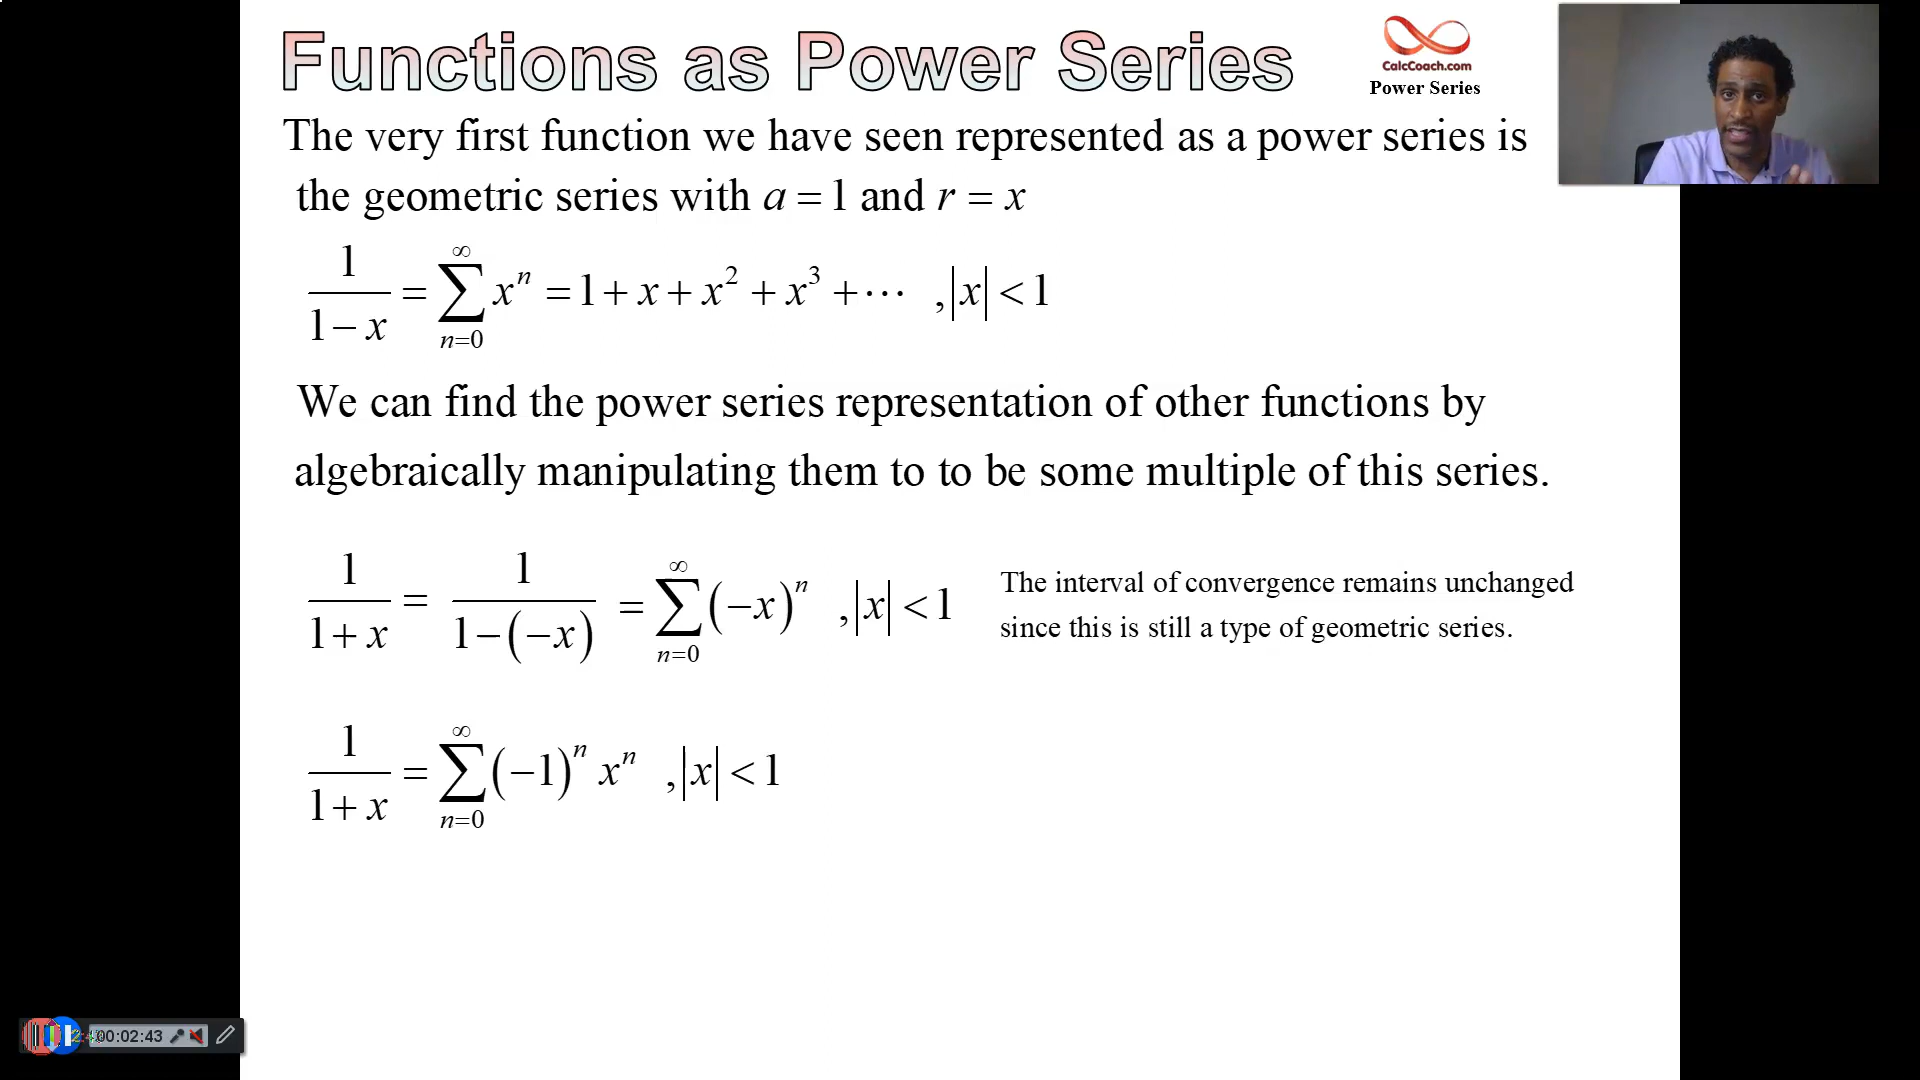 Functions as Power Series
CalcCoach.com
Power Series
The very first function we have seen represented as a power series is
the geometric series with a = 1 and r = x
1/(1−x) = ∑_{n=0}^{∞} xⁿ = 1 + x + x² + x³ + ⋯ , |x| < 1
We can find the power series representation of other functions by
algebraically manipulating them to to be some multiple of this series.
1/(1+x) = 1/(1−(−x)) = ∑_{n=0}^{∞} (−x)ⁿ , |x| < 1
The interval of convergence remains unchanged
since this is still a type of geometric series.
1/(1+x) = ∑_{n=0}^{∞} (−1)ⁿ xⁿ , |x| < 1
00:02:43